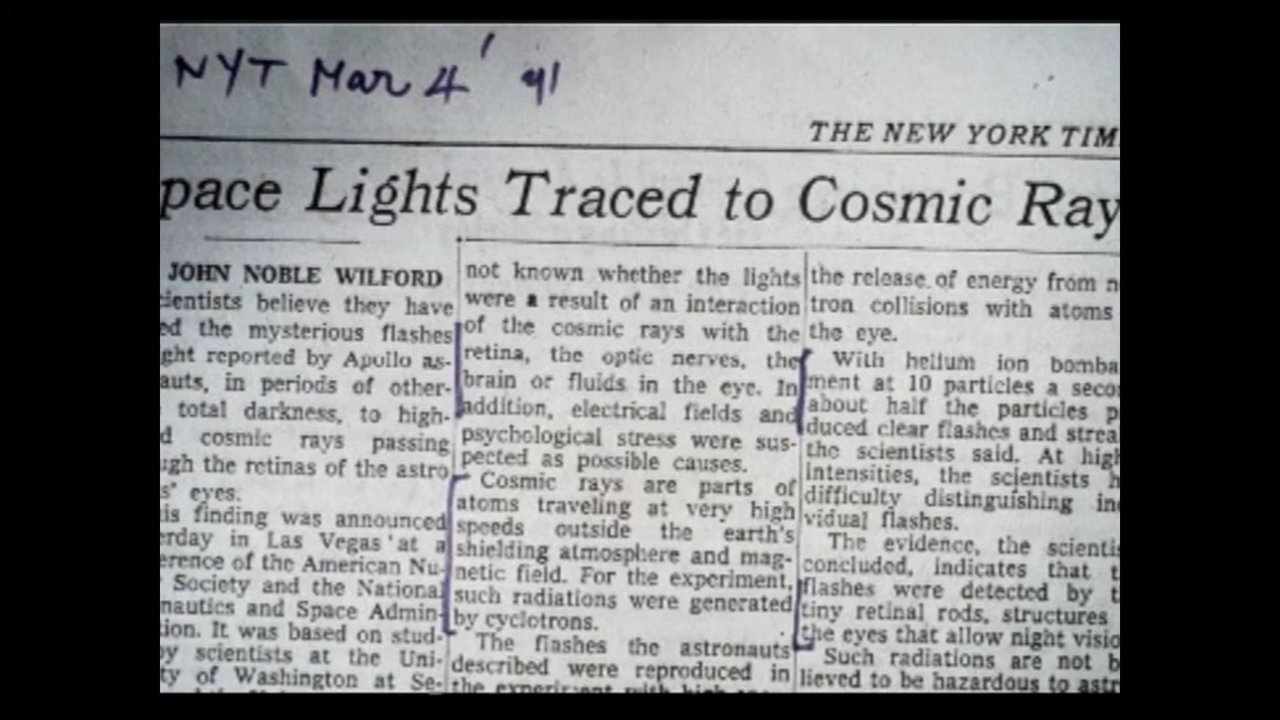 NYT Mar 4 '71
THE NEW YORK TIM
pace Lights Traced to Cosmic Ray
JOHN NOBLE WILFORD
cientists believe they have
ed the mysterious flashes
ght reported by Apollo as-
auts, in periods of other-
total darkness, to high-
d cosmic rays passing
ugh the retinas of the astro
s' eyes.
is finding was announced
erday in Las Vegas at a
erence of the American Nu-
Society and the National
nautics and Space Admin-
ion. It was based on stud-
by scientists at the Uni-
ty of Washington at Se-
not known whether the lights
were a result of an interaction
of the cosmic rays with the
retina, the optic nerves, the
brain or fluids in the eye. In
addition, electrical fields and
psychological stress were sus-
pected as possible causes.
Cosmic rays are parts of
atoms traveling at very high
speeds outside the earth's
shielding atmosphere and mag-
netic field. For the experiment,
such radiations were generated
by cyclotrons.
The flashes the astronauts
described were reproduced in
the experiment with high
the release of energy from n
tron collisions with atoms
the eye.
With helium ion bomba
ment at 10 particles a seco
about half the particles p
duced clear flashes and strea
the scientists said. At high
intensities, the scientists h
difficulty distinguishing in
vidual flashes.
The evidence, the scientis
concluded, indicates that t
flashes were detected by t
tiny retinal rods, structures
the eyes that allow night visio
Such radiations are not b
lieved to be hazardous to astr